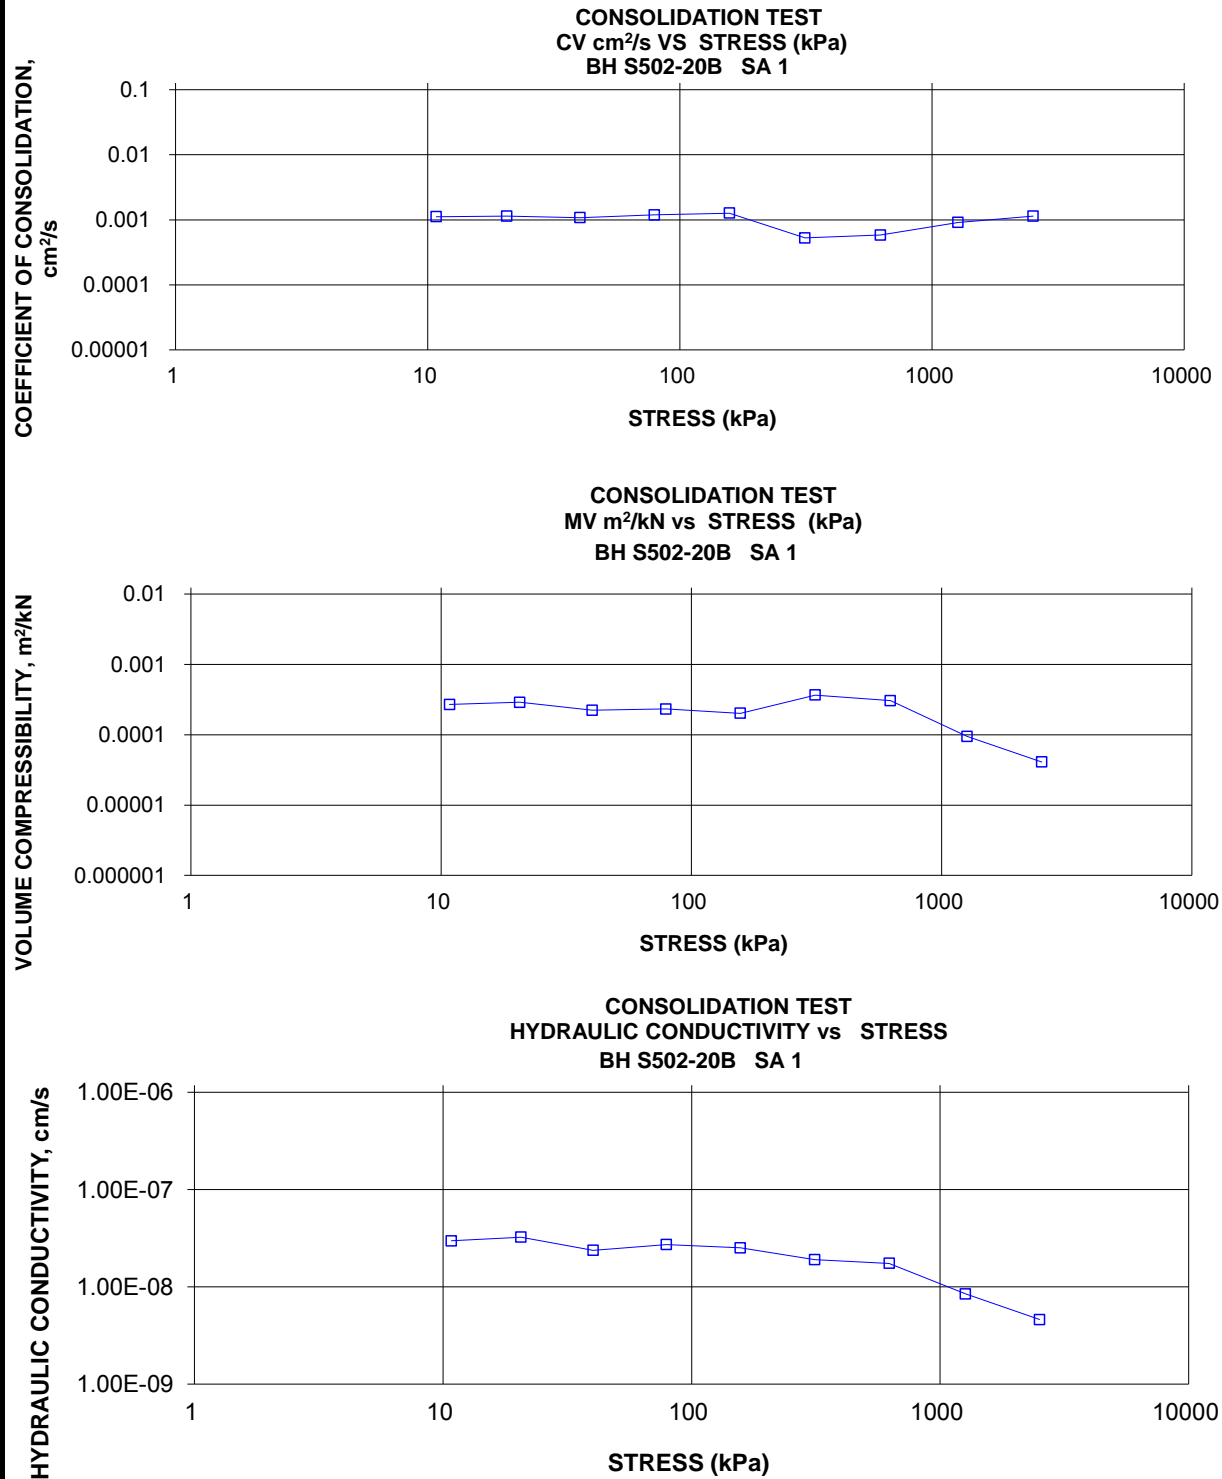 CONSOLIDATION TEST
CV cm²/s VS STRESS (kPa)
BH S502-20B SA 1
COEFFICIENT OF CONSOLIDATION,
cm²/s
0.1
0.01
0.001
0.0001
0.00001
1 10 100 1000 10000
STRESS (kPa)
CONSOLIDATION TEST
MV m²/kN vs STRESS (kPa)
BH S502-20B SA 1
VOLUME COMPRESSIBILITY, m²/kN
0.01
0.001
0.0001
0.00001
0.000001
1 10 100 1000 10000
STRESS (kPa)
CONSOLIDATION TEST
HYDRAULIC CONDUCTIVITY vs STRESS
BH S502-20B SA 1
HYDRAULIC CONDUCTIVITY, cm/s
1.00E-06
1.00E-07
1.00E-08
1.00E-09
1 10 100 1000 10000
STRESS (kPa)